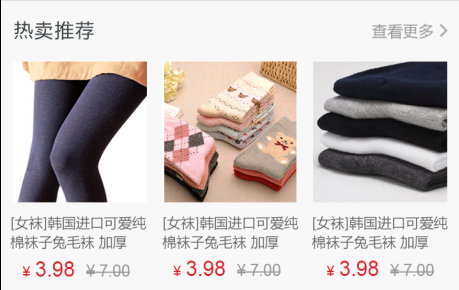 热卖推荐
查看更多
[女袜]韩国进口可爱纯
棉袜子兔毛袜 加厚
¥ 3.98 ¥ 7.00
[女袜]韩国进口可爱纯
棉袜子兔毛袜 加厚
¥ 3.98 ¥ 7.00
[女袜]韩国进口可爱纯
棉袜子兔毛袜 加厚
¥ 3.98 ¥ 7.00